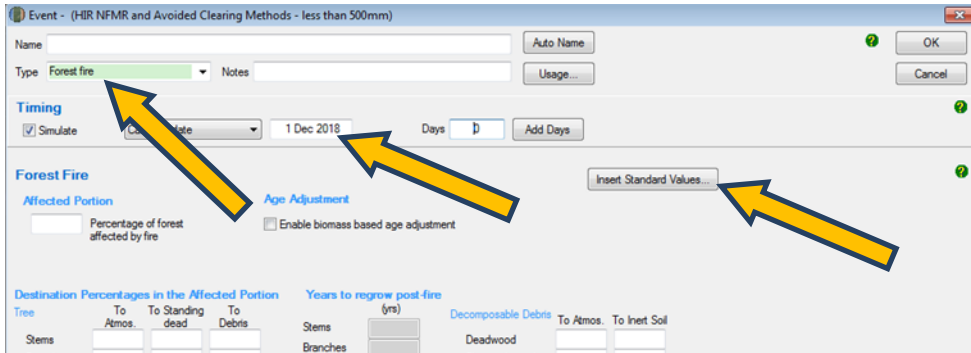 Event - (HIR NFMR and Avoided Clearing Methods - less than 500mm)
Name Auto Name ? OK
Type Forest fire Notes Usage... Cancel
Timing ?
Simulate 1 Dec 2018 Days 0 Add Days
Forest Fire Insert Standard Values... ?
Affected Portion Age Adjustment
Percentage of forest affected by fire Enable biomass based age adjustment
Destination Percentages in the Affected Portion Years to regrow post-fire
Tree To Atmos. To Standing dead To Debris (yrs) Decomposable Debris To Atmos. To Inert Soil
Stems Stems Deadwood
Branches